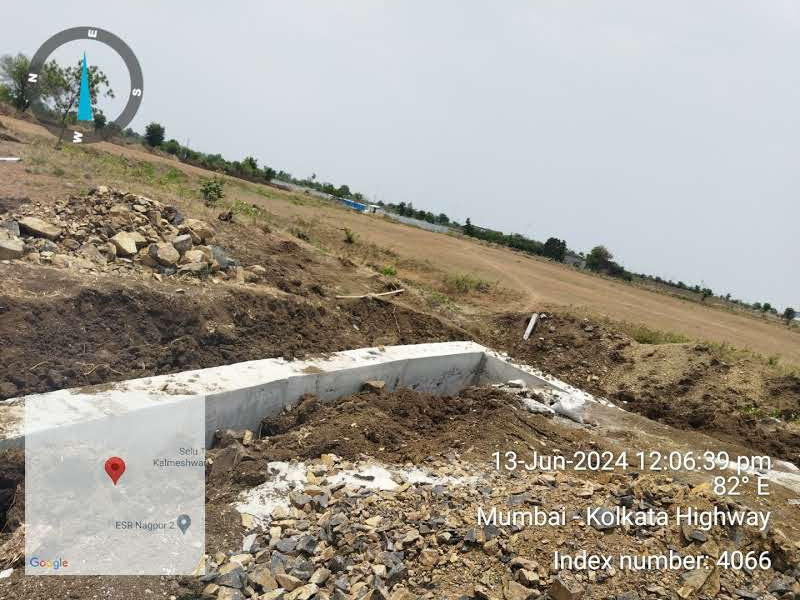 E
N
S
W
Selu
Kalmeshwa
ESR Nagpur 2
Google
13-Jun-2024 12:06:39 pm
82° E
Mumbai - Kolkata Highway
Index number: 4066